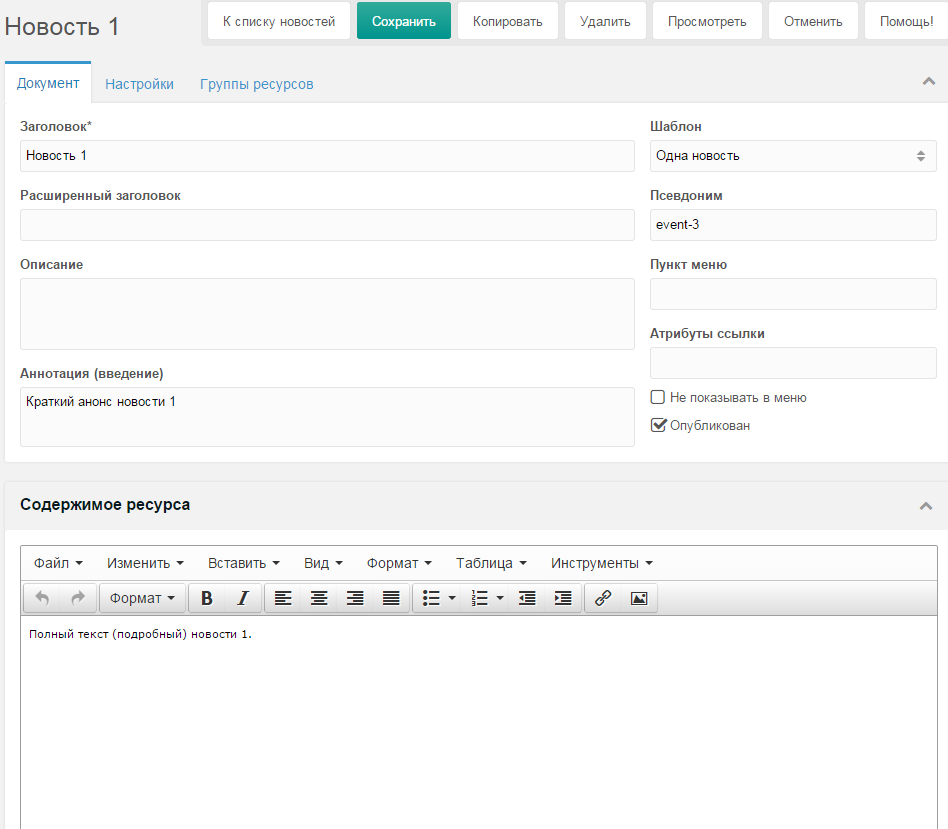 Новость 1
К списку новостей
Сохранить
Копировать
Удалить
Просмотреть
Отменить
Помощь!
Документ
Настройки
Группы ресурсов
Заголовок*
Новость 1
Расширенный заголовок
Описание
Аннотация (введение)
Краткий анонс новости 1
Шаблон
Одна новость
Псевдоним
event-3
Пункт меню
Атрибуты ссылки
Не показывать в меню
Опубликован
Содержимое ресурса
Файл
Изменить
Вставить
Вид
Формат
Таблица
Инструменты
Формат
B
I
Полный текст (подробный) новости 1.